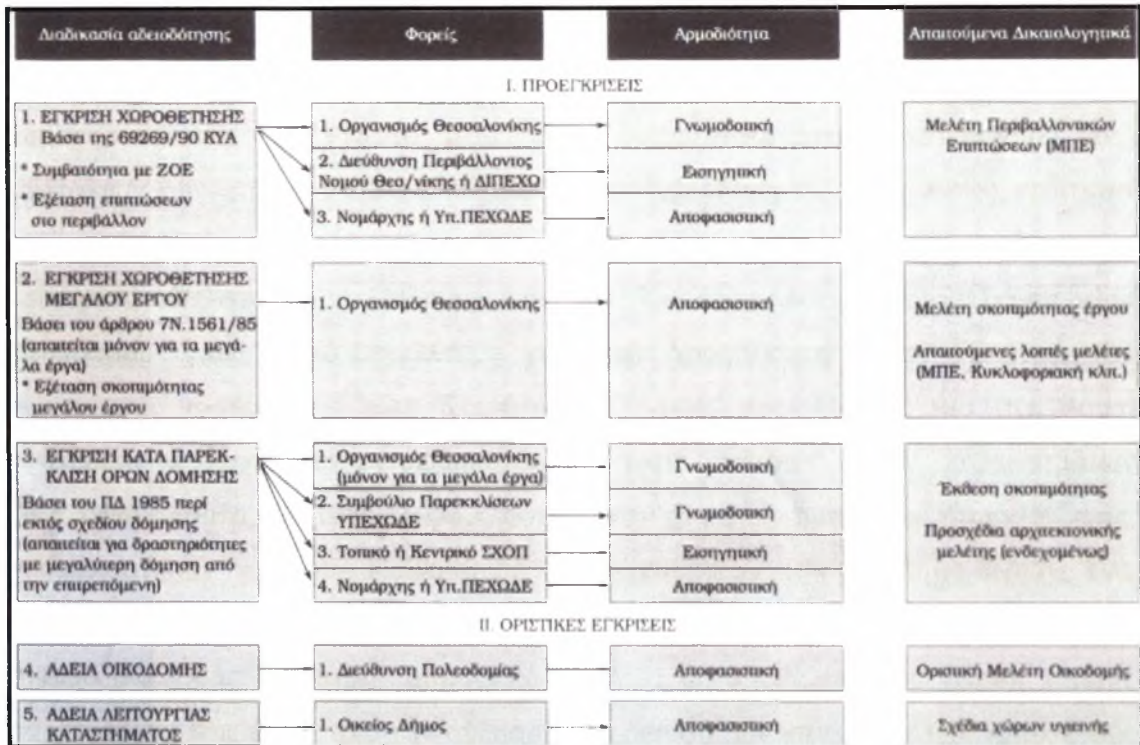 Διαδικασία αδειοδότησης
Φορείς
Αρμοδιότητα
Απαιτούμενα Δικαιολογητικά
Ι. ΠΡΟΕΓΚΡΙΣΕΙΣ
1. ΕΓΚΡΙΣΗ ΧΩΡΟΘΕΤΗΣΗΣ
Βάσει της 69269/90 ΚΥΑ
* Συμβατότητα με ΖΟΕ
* Εξέταση επιπτώσεων
στο περιβάλλον
1. Οργανισμός Θεσσαλονίκης
2. Διεύθυνση Περιβάλλοντος
Νομού Θεσ/νίκης ή ΔΙΠΕΧΩ
3. Νομάρχης ή Υπ.ΠΕΧΩΔΕ
Γνωμοδοτική
Εισηγητική
Αποφασιστική
Μελέτη Περιβαλλοντικών
Επιπτώσεων (ΜΠΕ)
2. ΕΓΚΡΙΣΗ ΧΩΡΟΘΕΤΗΣΗΣ
ΜΕΓΑΛΟΥ ΕΡΓΟΥ
Βάσει του άρθρου 7Ν.1561/85
(απαιτείται μόνον για τα μεγά-
λα έργα)
* Εξέταση σκοπιμότητας
μεγάλου έργου
1. Οργανισμός Θεσσαλονίκης
Αποφασιστική
Μελέτη σκοπιμότητας έργου
Απαιτούμενες λοιπές μελέτες
(ΜΠΕ, Κυκλοφοριακή κλπ.)
3. ΕΓΚΡΙΣΗ ΚΑΤΑ ΠΑΡΕΚ-
ΚΛΙΣΗ ΟΡΩΝ ΔΟΜΗΣΗΣ
Βάσει του ΠΔ 1985 περί
εκτός σχεδίου δόμησης
(απαιτείται για δραστηριότητες
με μεγαλύτερη δόμηση από
την επιτρεπόμενη)
1. Οργανισμός Θεσσαλονίκης
(μόνον για τα μεγάλα έργα)
2. Συμβούλιο Παρεκκλίσεων
ΥΠΕΧΩΔΕ
3. Τοπικό ή Κεντρικό ΣΧΟΠ
4. Νομάρχης ή Υπ.ΠΕΧΩΔΕ
Γνωμοδοτική
Γνωμοδοτική
Εισηγητική
Αποφασιστική
Έκθεση σκοπιμότητας
Προσχέδια αρχιτεκτονικής
μελέτης (ενδεχομένως)
ΙΙ. ΟΡΙΣΤΙΚΕΣ ΕΓΚΡΙΣΕΙΣ
4. ΑΔΕΙΑ ΟΙΚΟΔΟΜΗΣ
1. Διεύθυνση Πολεοδομίας
Αποφασιστική
Οριστική Μελέτη Οικοδομής
5. ΑΔΕΙΑ ΛΕΙΤΟΥΡΓΙΑΣ
ΚΑΤΑΣΤΗΜΑΤΟΣ
1. Οικείος Δήμος
Αποφασιστική
Σχέδια χώρων υγιεινής